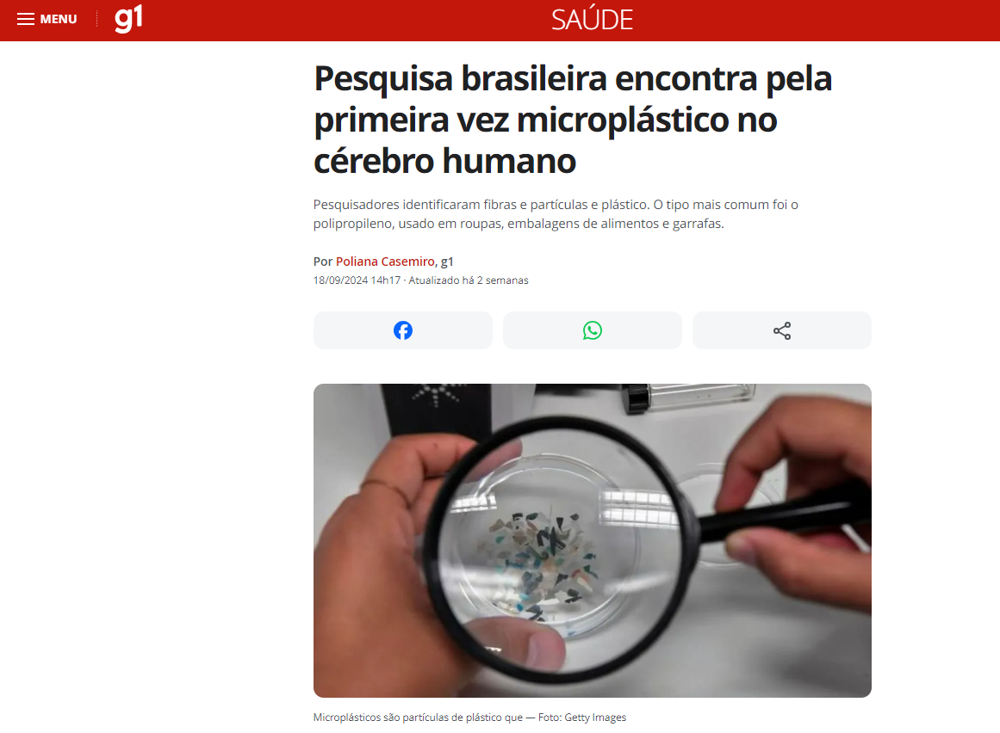 MENU
g1
SAÚDE
Pesquisa brasileira encontra pela
primeira vez microplástico no
cérebro humano
Pesquisadores identificaram fibras e partículas e plástico. O tipo mais comum foi o
polipropileno, usado em roupas, embalagens de alimentos e garrafas.
Por Poliana Casemiro, g1
18/09/2024 14h17 · Atualizado há 2 semanas
Microplásticos são partículas de plástico que — Foto: Getty Images